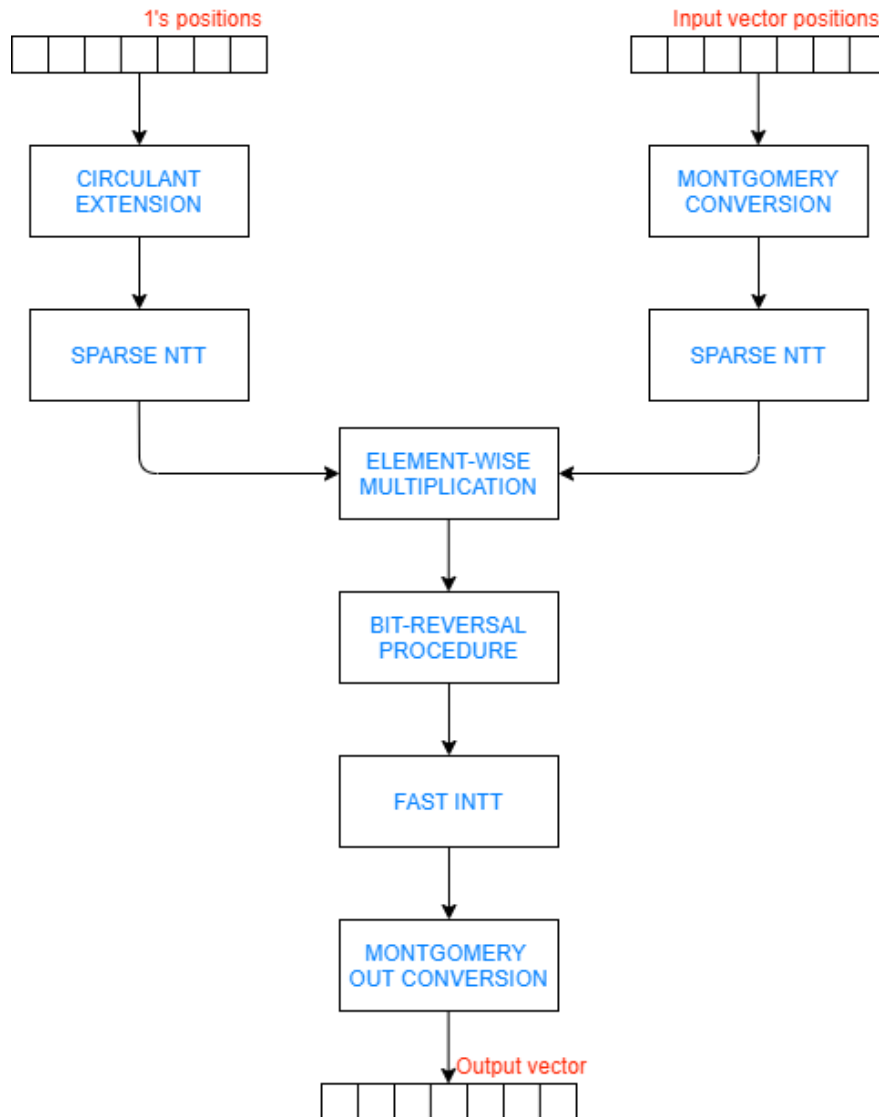 1's positions
Input vector positions
CIRCULANT
EXTENSION
MONTGOMERY
CONVERSION
SPARSE NTT
SPARSE NTT
ELEMENT-WISE
MULTIPLICATION
BIT-REVERSAL
PROCEDURE
FAST INTT
MONTGOMERY
OUT CONVERSION
Output vector